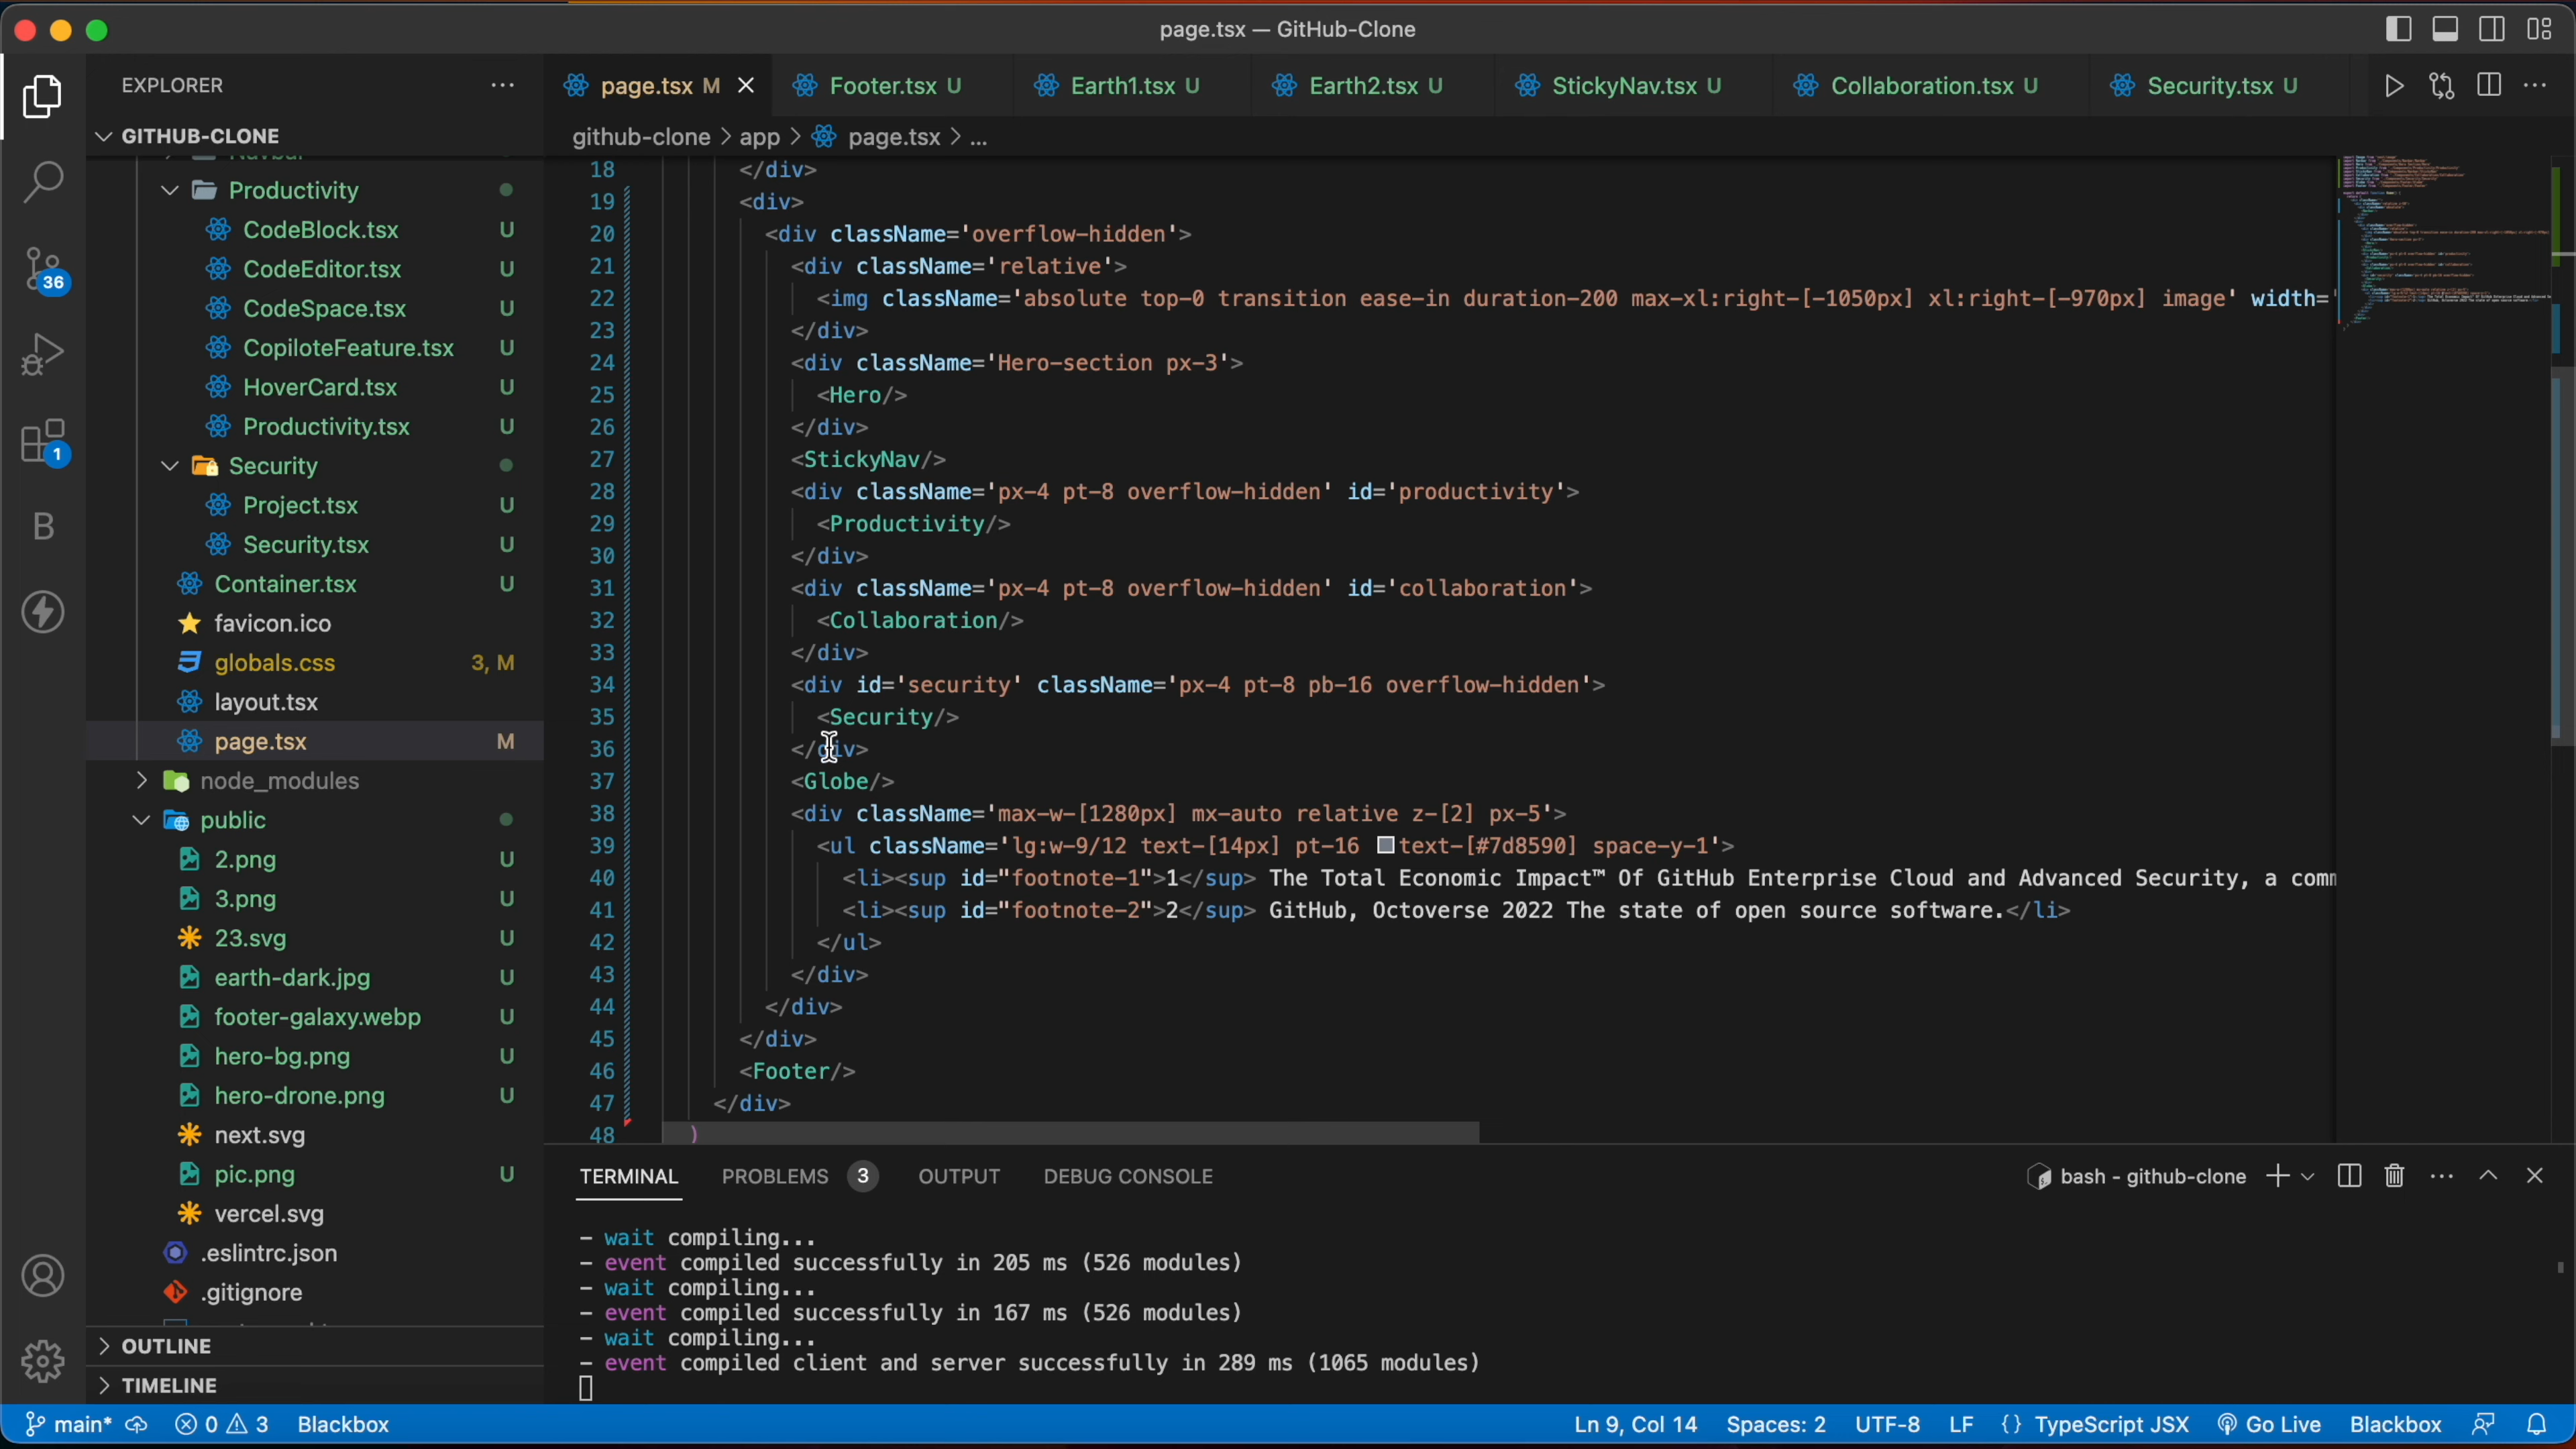 page.tsx — GitHub-Clone
EXPLORER
page.tsx M
Footer.tsx U
Earth1.tsx U
Earth2.tsx U
StickyNav.tsx U
Collaboration.tsx U
Security.tsx U
GITHUB-CLONE
github-clone > app > page.tsx > ...
Navbar
Productivity
CodeBlock.tsx U
CodeEditor.tsx U
CodeSpace.tsx U
CopiloteFeature.tsx U
HoverCard.tsx U
Productivity.tsx U
Security
Project.tsx U
Security.tsx U
Container.tsx U
favicon.ico
globals.css 3, M
layout.tsx
page.tsx M
node_modules
public
2.png U
3.png U
23.svg U
earth-dark.jpg U
footer-galaxy.webp U
hero-bg.png U
hero-drone.png U
next.svg
pic.png U
vercel.svg
.eslintrc.json
.gitignore
OUTLINE
TIMELINE
36
1
B
18 </div>
19 <div>
20 <div className='overflow-hidden'>
21 <div className='relative'>
22 <img className='absolute top-0 transition ease-in duration-200 max-xl:right-[-1050px] xl:right-[-970px] image' width='
23 </div>
24 <div className='Hero-section px-3'>
25 <Hero/>
26 </div>
27 <StickyNav/>
28 <div className='px-4 pt-8 overflow-hidden' id='productivity'>
29 <Productivity/>
30 </div>
31 <div className='px-4 pt-8 overflow-hidden' id='collaboration'>
32 <Collaboration/>
33 </div>
34 <div id='security' className='px-4 pt-8 pb-16 overflow-hidden'>
35 <Security/>
36 </div>
37 <Globe/>
38 <div className='max-w-[1280px] mx-auto relative z-[2] px-5'>
39 <ul className='lg:w-9/12 text-[14px] pt-16 text-[#7d8590] space-y-1'>
40 <li><sup id="footnote-1">1</sup> The Total Economic Impact™ Of GitHub Enterprise Cloud and Advanced Security, a comm
41 <li><sup id="footnote-2">2</sup> GitHub, Octoverse 2022 The state of open source software.</li>
42 </ul>
43 </div>
44 </div>
45 </div>
46 <Footer/>
47 </div>
48 )
TERMINAL PROBLEMS 3 OUTPUT DEBUG CONSOLE
bash - github-clone
- wait compiling...
- event compiled successfully in 205 ms (526 modules)
- wait compiling...
- event compiled successfully in 167 ms (526 modules)
- wait compiling...
- event compiled client and server successfully in 289 ms (1065 modules)
main* 0 3 Blackbox
Ln 9, Col 14 Spaces: 2 UTF-8 LF {} TypeScript JSX Go Live Blackbox